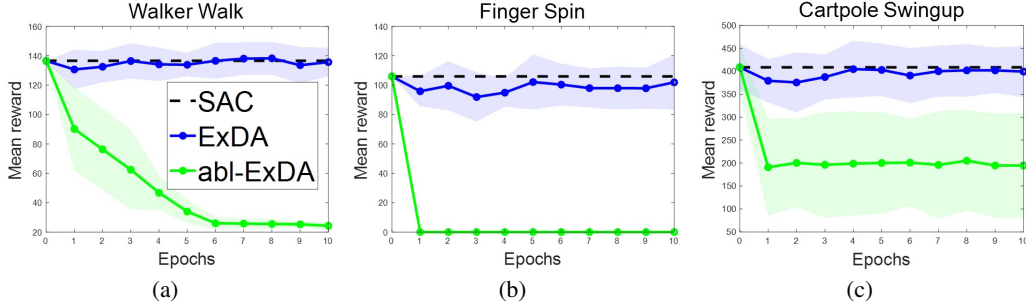 Walker Walk
Mean reward
160
140
120
100
80
60
40
20
0 1 2 3 4 5 6 7 8 9 10
Epochs
SAC
ExDA
abl-ExDA
(a)
Finger Spin
Mean reward
140
120
100
80
60
40
20
0
0 1 2 3 4 5 6 7 8 9 10
Epochs
(b)
Cartpole Swingup
Mean reward
500
450
400
350
300
250
200
150
100
50
0 1 2 3 4 5 6 7 8 9 10
Epochs
(c)